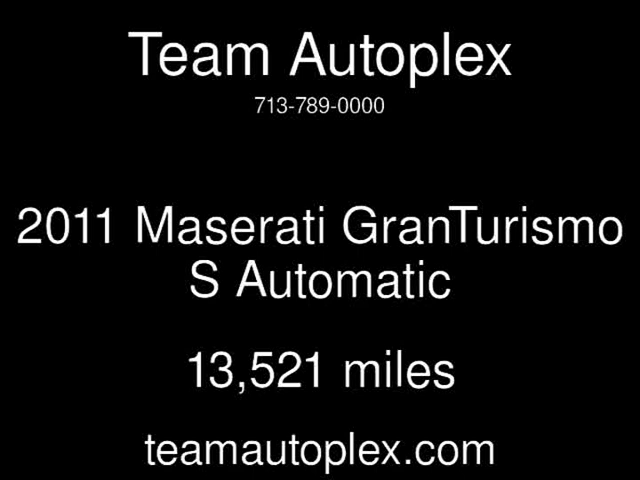 Team Autoplex
713-789-0000
2011 Maserati GranTurismo
S Automatic
13,521 miles
teamautoplex.com